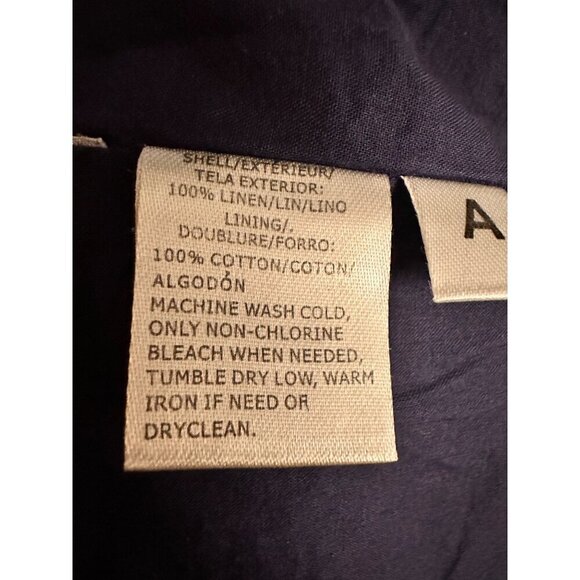 SHELL/EXTÉRIEUR/
TELA EXTERIOR:
100% LINEN/LIN/LINO
LINING/.
DOUBLURE/FORRO:
100% COTTON/COTON/
ALGODÓN
MACHINE WASH COLD,
ONLY NON-CHLORINE
BLEACH WHEN NEEDED,
TUMBLE DRY LOW, WARM
IRON IF NEED OR
DRYCLEAN.
A